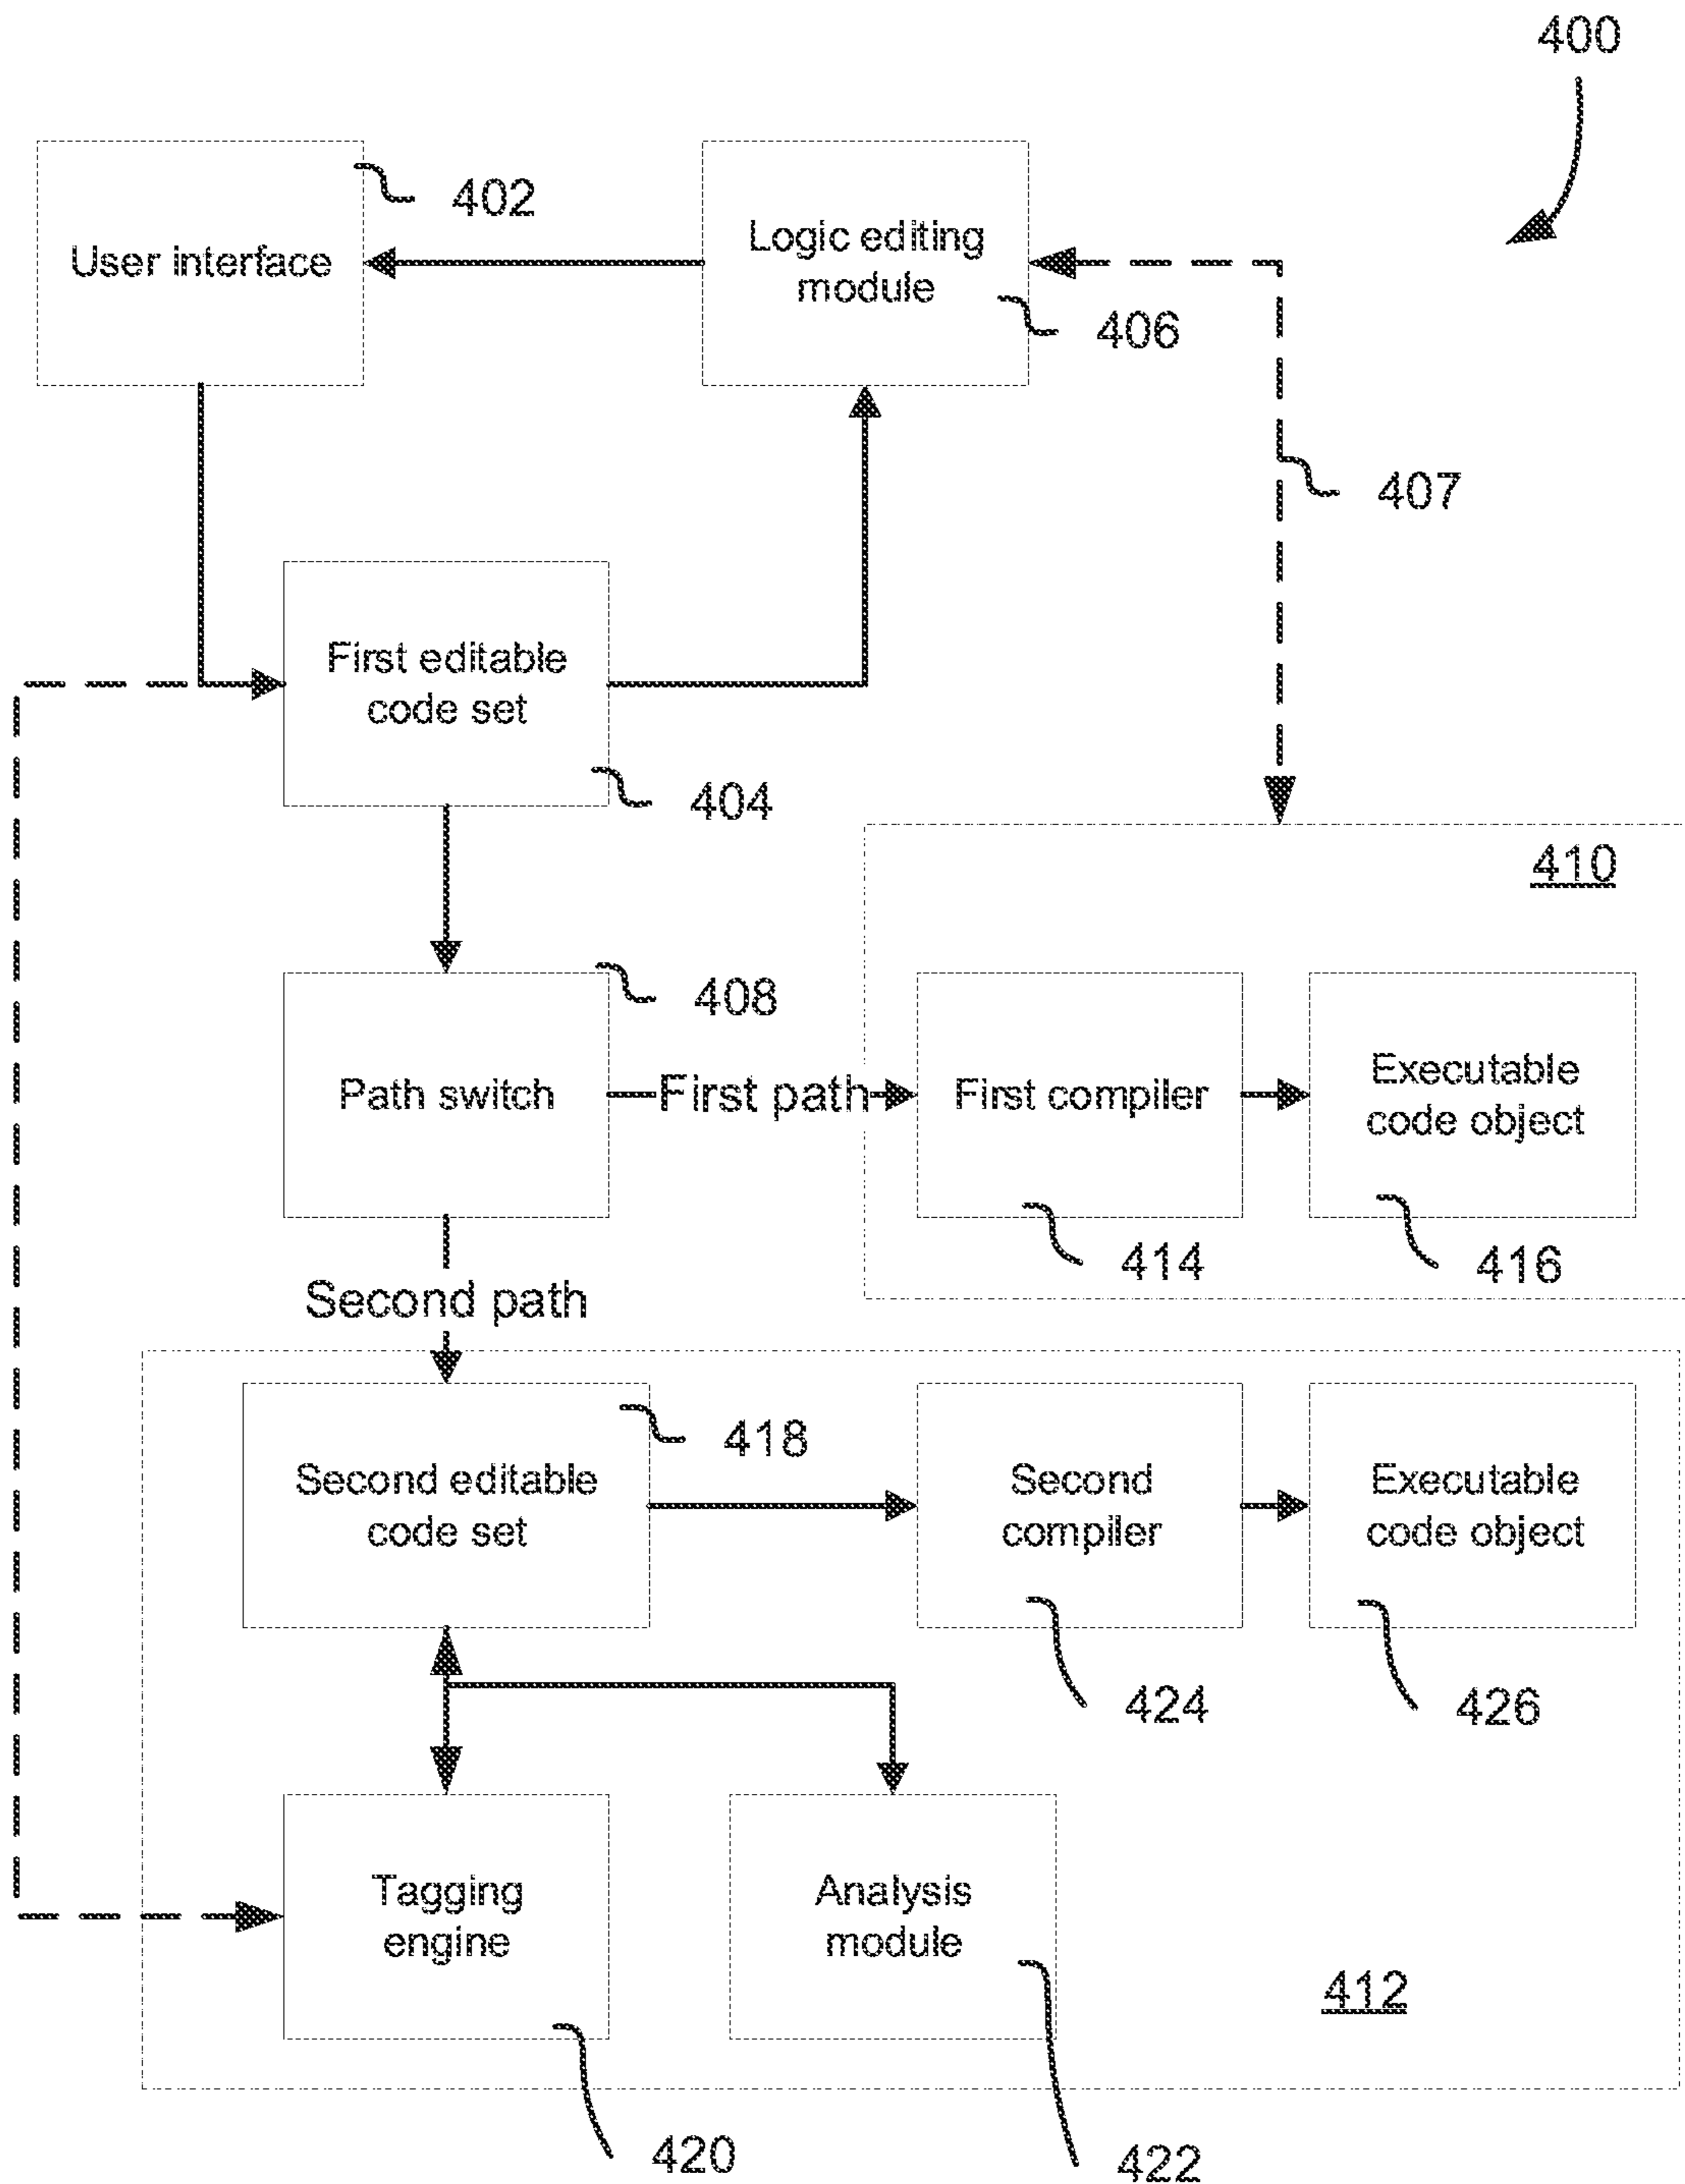 400
402
User interface
Logic editing
module
406
407
First editable
code set
404
410
408
Path switch
First path
First compiler
Executable
code object
414
416
Second path
418
Second editable
code set
Second
compiler
Executable
code object
424
426
Tagging
engine
Analysis
module
412
420
422